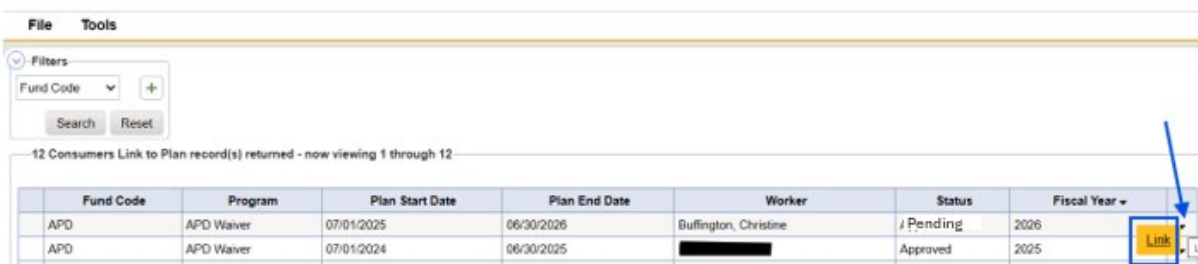 File Tools
Filters
Fund Code
Search Reset
12 Consumers Link to Plan record(s) returned - now viewing 1 through 12
Fund Code Program Plan Start Date Plan End Date Worker Status Fiscal Year
APD APD Waiver 07/01/2025 06/30/2026 Buffington, Christine Pending 2026
APD APD Waiver 07/01/2024 06/30/2025 Approved 2025
Link